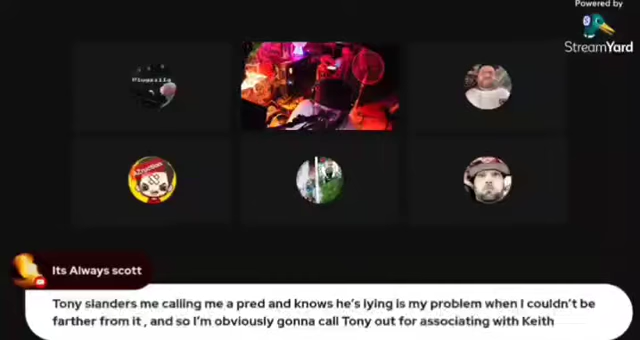 Powered by
StreamYard
Its Always scott
Tony slanders me calling me a pred and knows he's lying is my problem when I couldn't be
farther from it , and so I'm obviously gonna call Tony out for associating with Keith